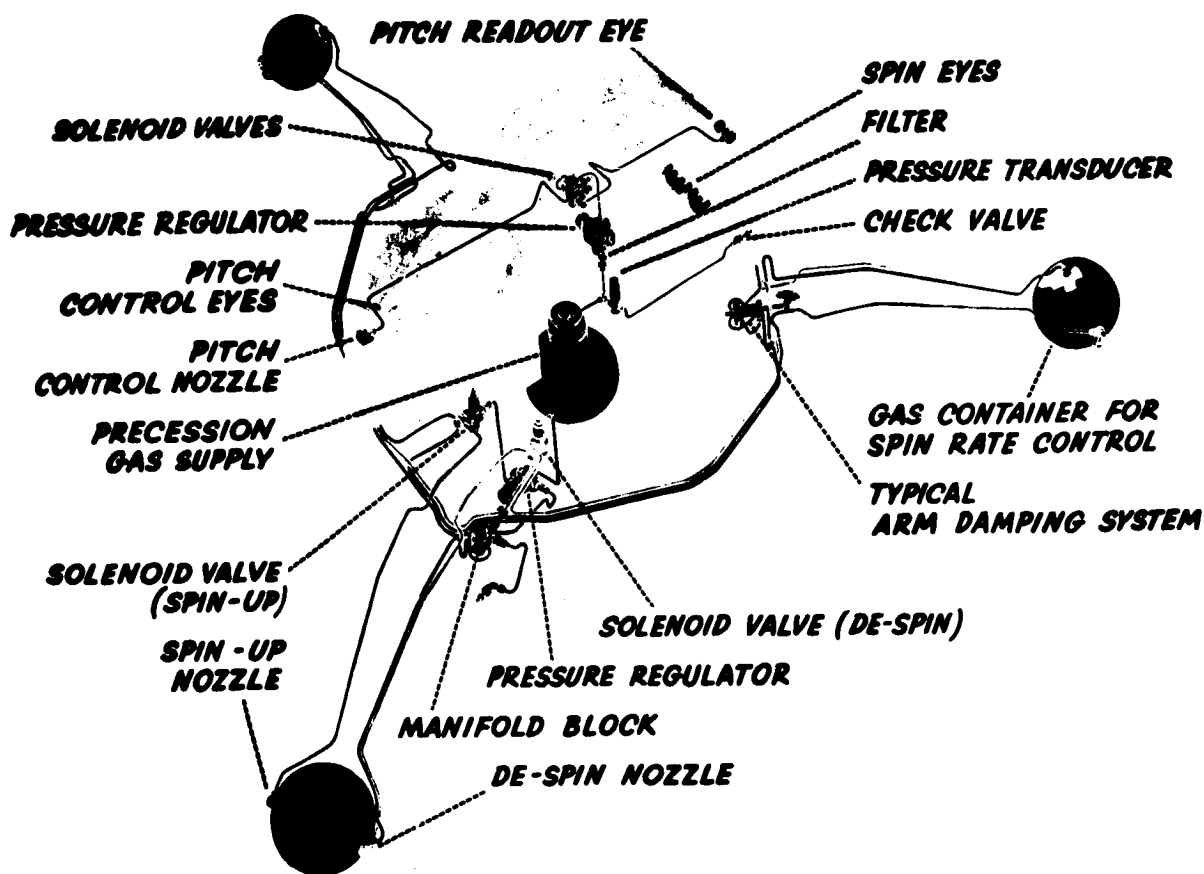 PITCH READOUT EYE
SPIN EYES
FILTER
PRESSURE TRANSDUCER
CHECK VALVE
SOLENOID VALVES
PRESSURE REGULATOR
PITCH
CONTROL EYES
PITCH
CONTROL NOZZLE
PRECESSION
GAS SUPPLY
GAS CONTAINER FOR
SPIN RATE CONTROL
TYPICAL
ARM DAMPING SYSTEM
SOLENOID VALVE
(SPIN-UP)
SPIN-UP
NOZZLE
SOLENOID VALVE (DE-SPIN)
PRESSURE REGULATOR
MANIFOLD BLOCK
DE-SPIN NOZZLE